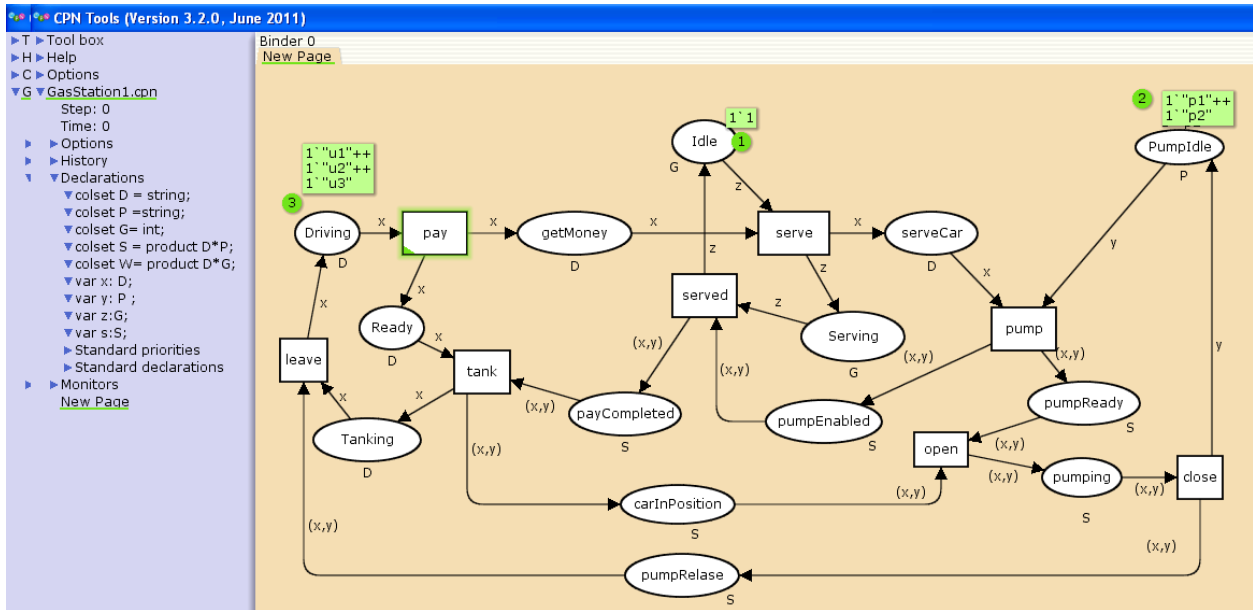 CPN Tools (Version 3.2.0, June 2011)
T Tool box
H Help
C Options
G GasStation1.cpn
Step: 0
Time: 0
Options
History
Declarations
colset D = string;
colset P =string;
colset G= int;
colset S = product D*P;
colset W= product D*G;
var x: D;
var y: P ;
var z:G;
var s:S;
Standard priorities
Standard declarations
Monitors
New Page
Binder 0
New Page
1`1
2
1`"p1"++
1`"p2"
Idle
1
PumpIdle
G
P
1`"u1"++
1`"u2"++
1`"u3"
3
z
Driving
x
pay
x
getMoney
x
serve
x
serveCar
y
D
D
D
x
x
z
z
x
served
z
Ready
Serving
pump
leave
x
(x,y)
(x,y)
(x,y)
y
D
tank
G
(x,y)
x
x
(x,y)
payCompleted
pumpEnabled
pumpReady
Tanking
S
S
(x,y)
S
D
(x,y)
open
(x,y)
pumping
(x,y)
close
carInPosition
(x,y)
S
S
(x,y)
(x,y)
pumpRelase
S